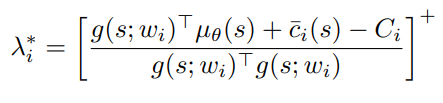 λ_i^* = [ (g(s; w_i)^⊤ μ_θ(s) + c̄_i(s) − C_i) / (g(s; w_i)^⊤ g(s; w_i)) ]^+